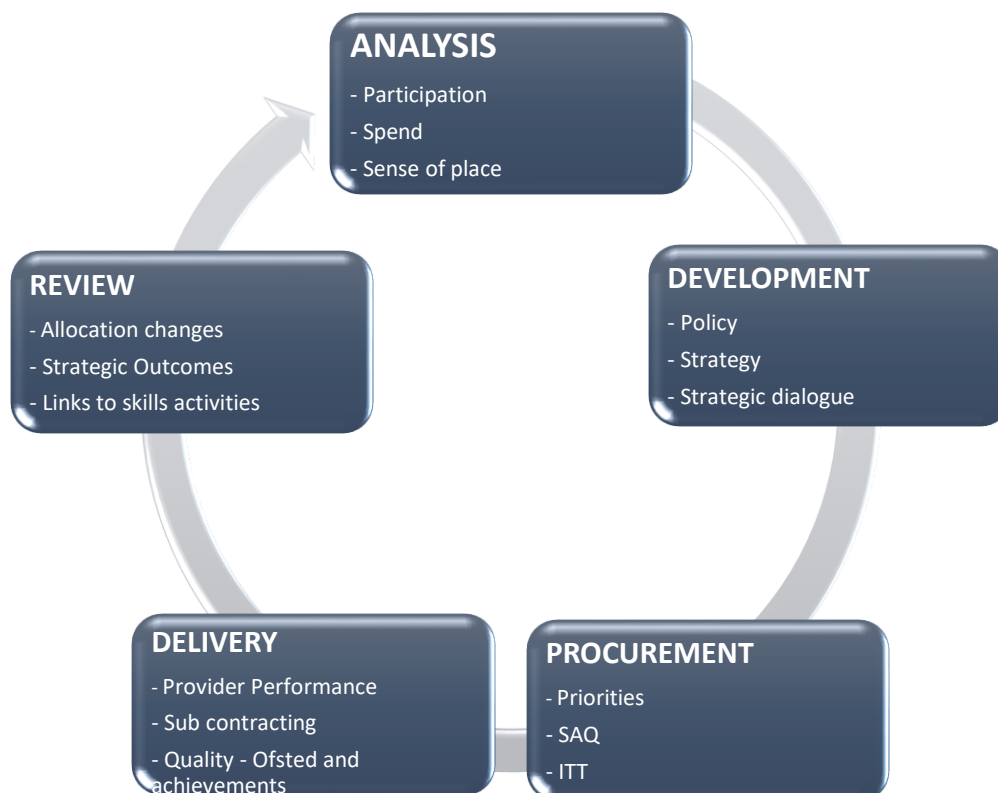 ANALYSIS
- Participation
- Spend
- Sense of place
DEVELOPMENT
- Policy
- Strategy
- Strategic dialogue
PROCUREMENT
- Priorities
- SAQ
- ITT
DELIVERY
- Provider Performance
- Sub contracting
- Quality - Ofsted and
achievements
REVIEW
- Allocation changes
- Strategic Outcomes
- Links to skills activities